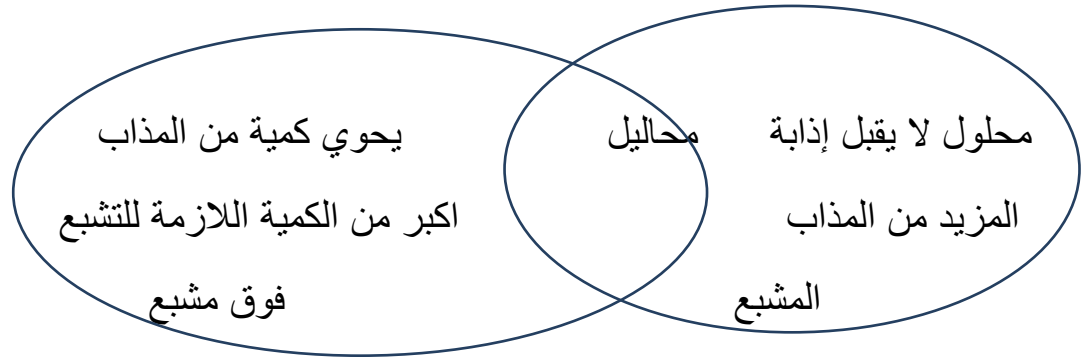 محلول لا يقبل إذابة
المزيد من المذاب
المشبع
محاليل
يحوي كمية من المذاب
اكبر من الكمية اللازمة للتشبع
فوق مشبع